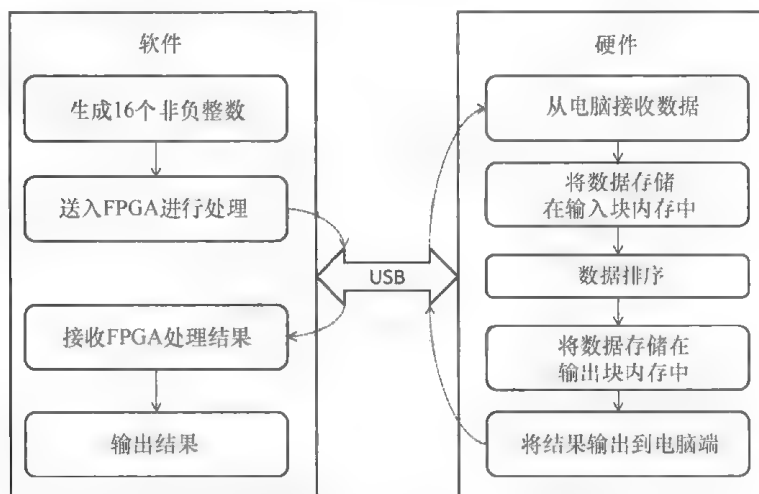 软件
生成16个非负整数
送入FPGA进行处理
接收FPGA处理结果
输出结果
USB
硬件
从电脑接收数据
将数据存储
在输入块内存中
数据排序
将数据存储在
输出块内存中
将结果输出到电脑端